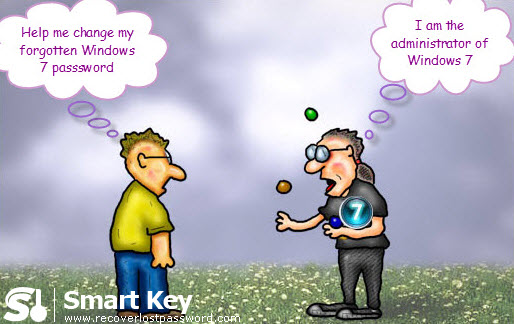 Help me change my
forgotten Windows
7 passsword
I am the
administrator of
Windows 7
7
Smart Key
www.recoverlostpassword.com